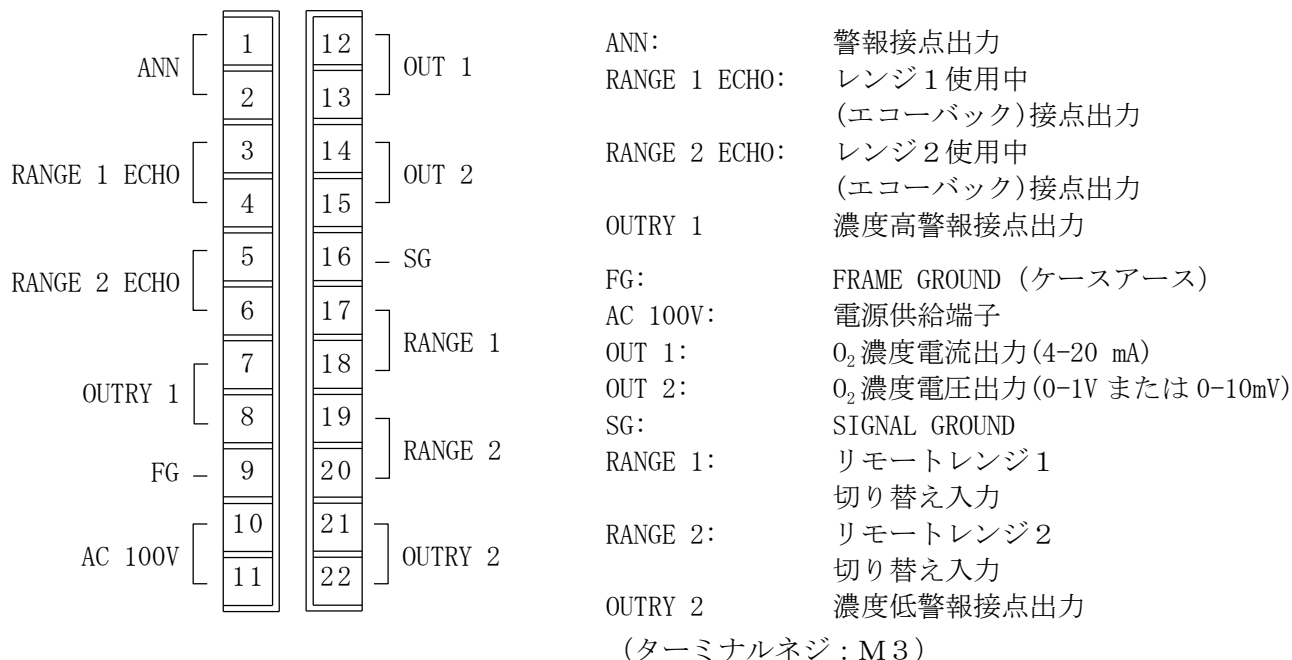 ANN
RANGE 1 ECHO
RANGE 2 ECHO
OUTRY 1
FG
AC 100V
1
2
3
4
5
6
7
8
9
10
11
12
13
14
15
16
17
18
19
20
21
22
OUT 1
OUT 2
SG
RANGE 1
RANGE 2
OUTRY 2
ANN: 警報接点出力
RANGE 1 ECHO: レンジ1使用中
(エコーバック)接点出力
RANGE 2 ECHO: レンジ2使用中
(エコーバック)接点出力
OUTRY 1 濃度高警報接点出力
FG: FRAME GROUND (ケースアース)
AC 100V: 電源供給端子
OUT 1: O₂濃度電流出力(4-20 mA)
OUT 2: O₂濃度電圧出力(0-1V または 0-10mV)
SG: SIGNAL GROUND
RANGE 1: リモートレンジ1
切り替え入力
RANGE 2: リモートレンジ2
切り替え入力
OUTRY 2 濃度低警報接点出力
(ターミナルネジ：M3)